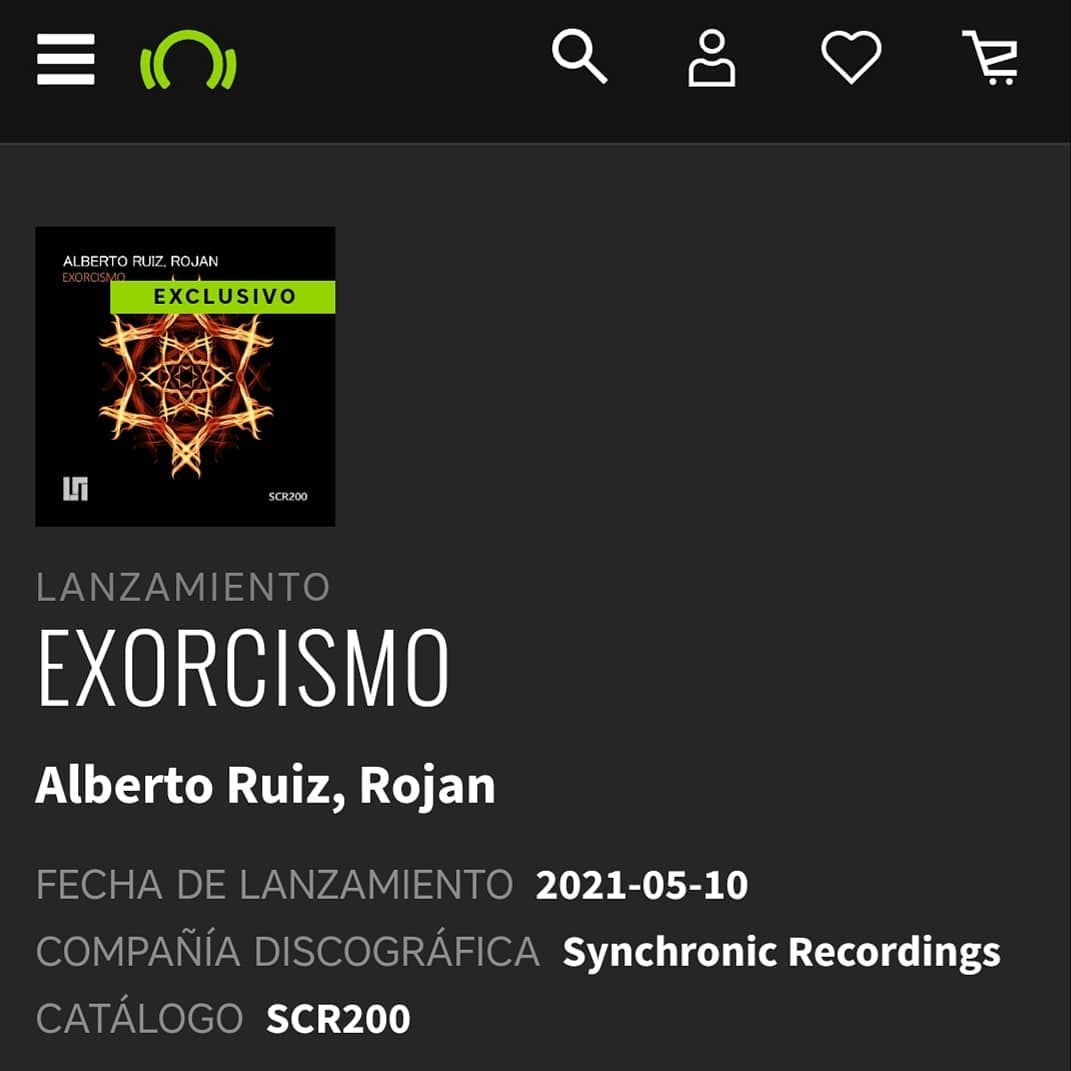 ALBERTO RUIZ, ROJAN
EXORCISMO
EXCLUSIVO
SCR200
LANZAMIENTO
EXORCISMO
Alberto Ruiz, Rojan
FECHA DE LANZAMIENTO 2021-05-10
COMPAÑÍA DISCOGRÁFICA Synchronic Recordings
CATÁLOGO SCR200